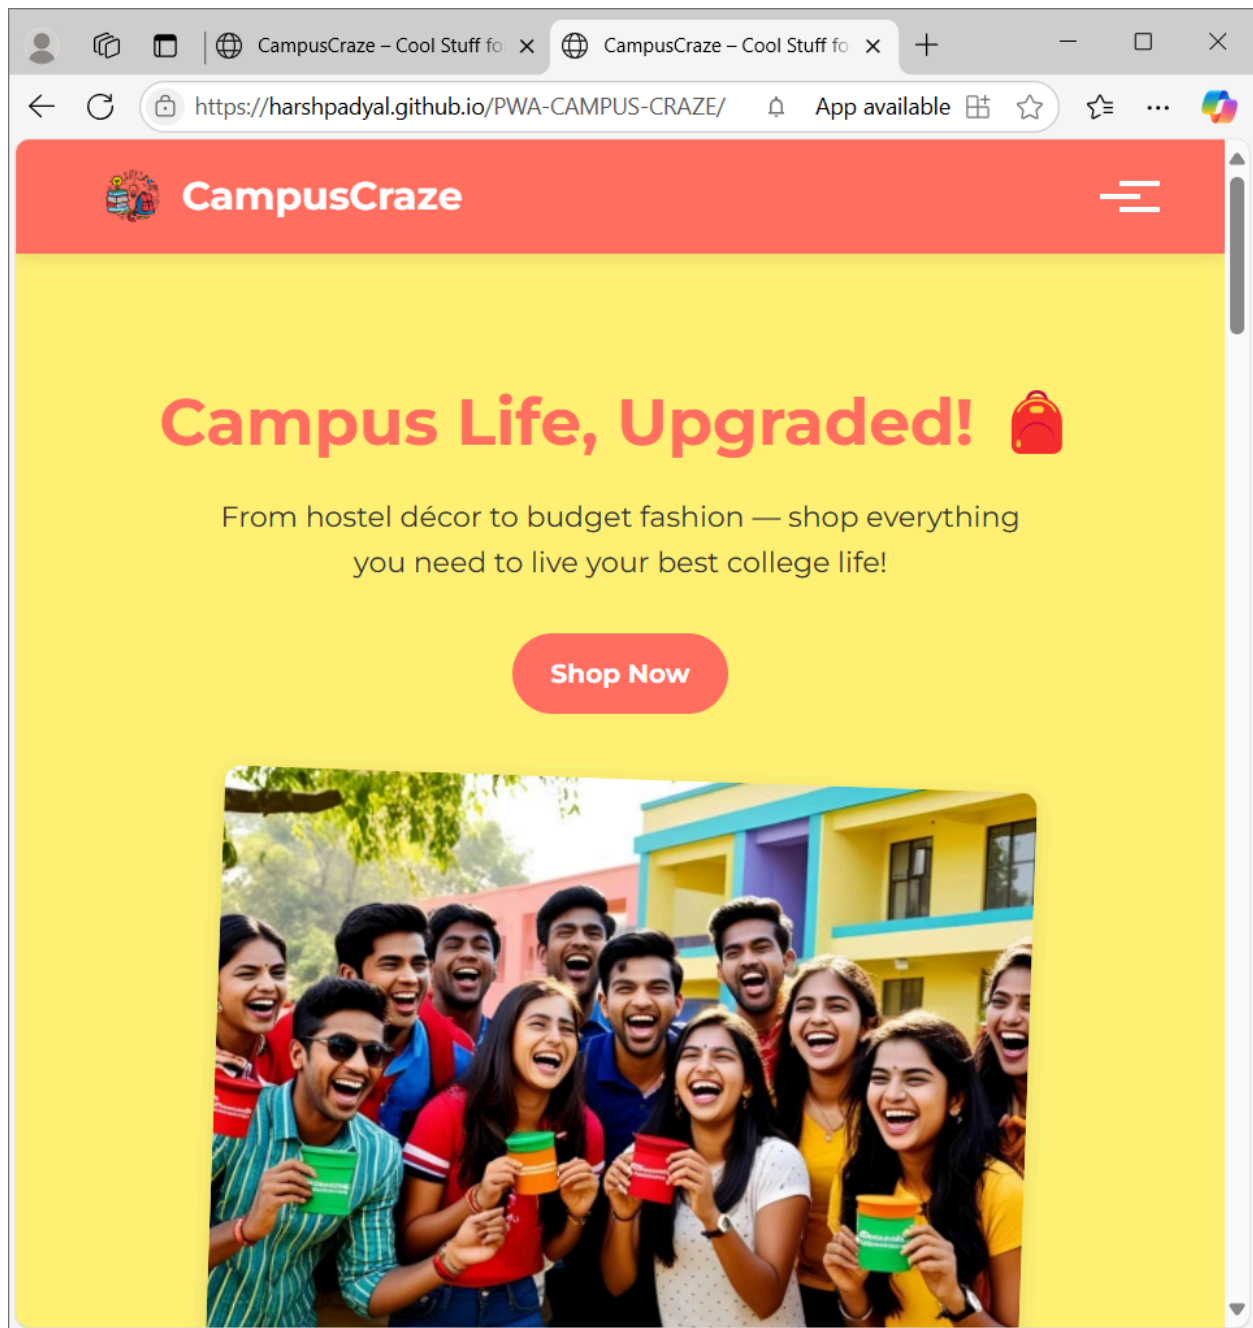 CampusCraze – Cool Stuff fo
CampusCraze – Cool Stuff fo
https://harshpadyal.github.io/PWA-CAMPUS-CRAZE/
App available
CampusCraze
Campus Life, Upgraded!
From hostel décor to budget fashion — shop everything
you need to live your best college life!
Shop Now